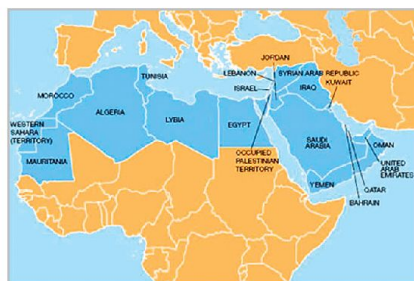 JORDAN
TUNISIA
LEBANON
SYRIAN ARAB
REPUBLIC
KUWAIT
MOROCCO
ISRAEL
IRAQ
ALGERIA
LYBIA
EGYPT
WESTERN
SAHARA
(TERRITORY)
SAUDI
ARABIA
OMAN
MAURITANIA
OCCUPIED
PALESTINIAN
TERRITORY
UNITED
ARAB
EMIRATES
YEMEN
QATAR
BAHRAIN